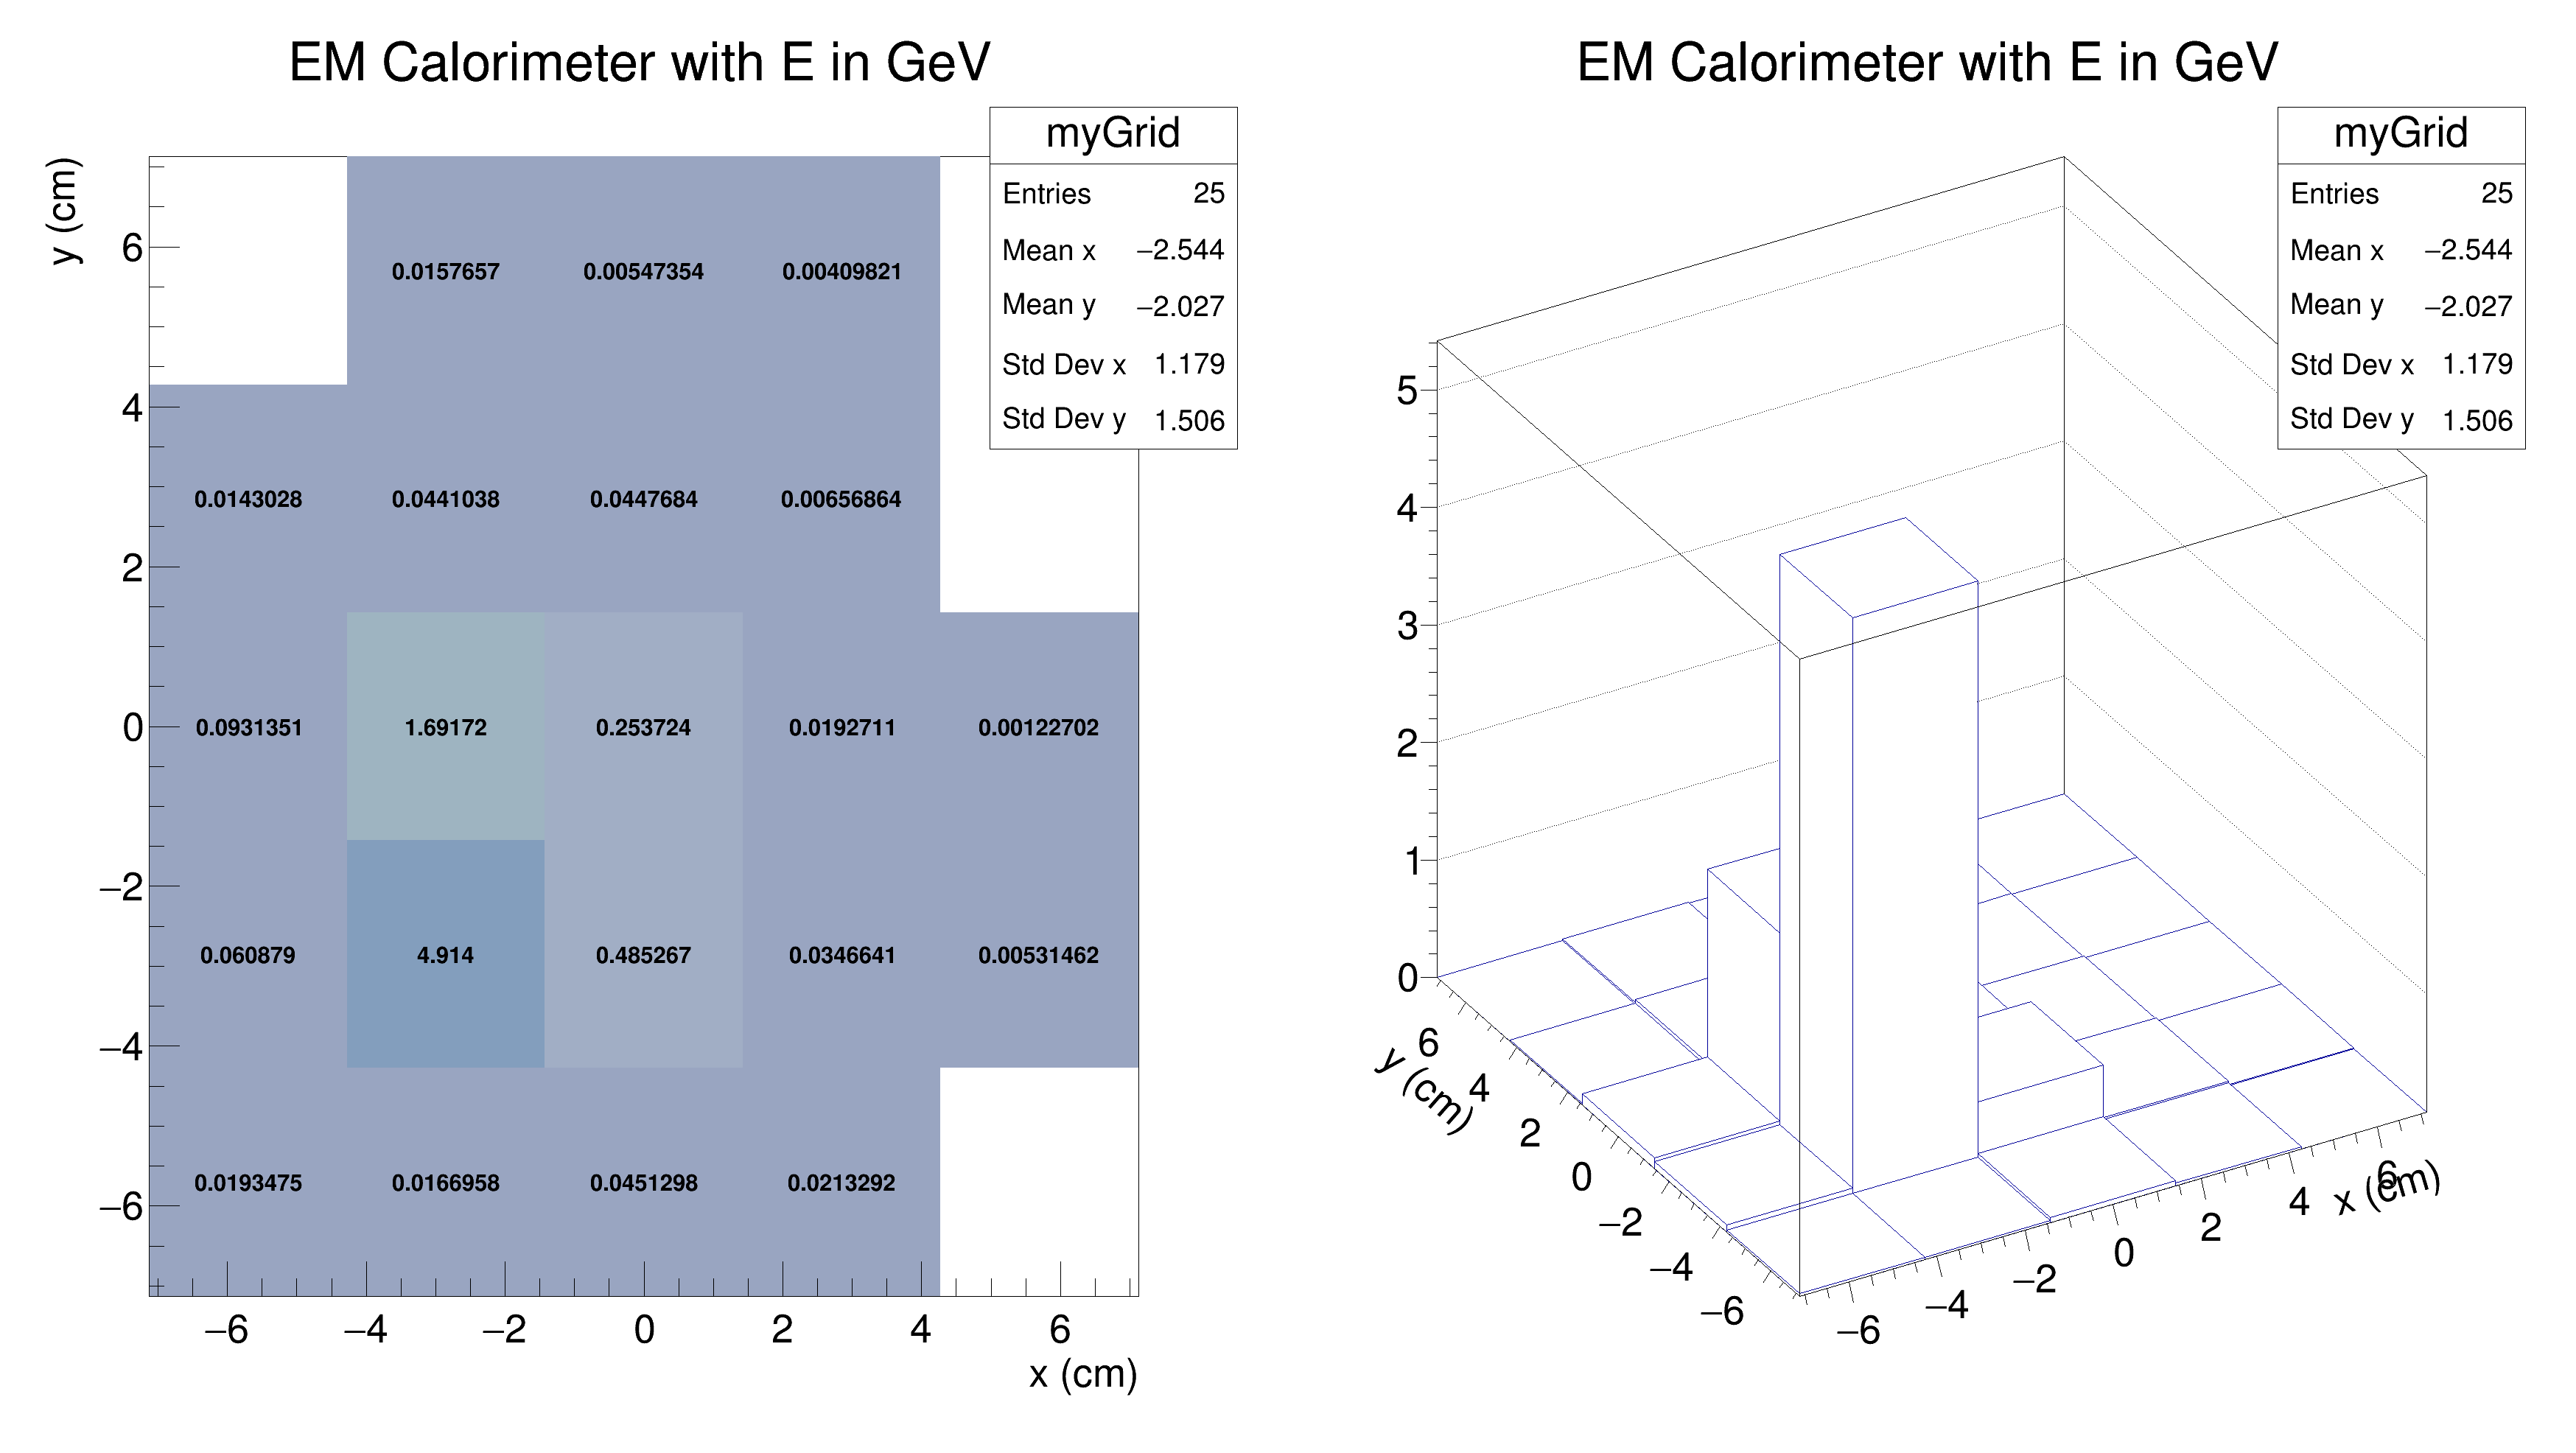 EM Calorimeter with E in GeV
myGrid
Entries 25
Mean x −2.544
Mean y −2.027
Std Dev x 1.179
Std Dev y 1.506
y (cm)
6
4
2
0
−2
−4
−6
0.0157657 0.00547354 0.00409821
0.0143028 0.0441038 0.0447684 0.00656864
0.0931351 1.69172 0.253724 0.0192711 0.00122702
0.060879 4.914 0.485267 0.0346641 0.00531462
0.0193475 0.0166958 0.0451298 0.0213292
−6 −4 −2 0 2 4 6
x (cm)
EM Calorimeter with E in GeV
myGrid
Entries 25
Mean x −2.544
Mean y −2.027
Std Dev x 1.179
Std Dev y 1.506
5
4
3
2
1
0
y (cm)
6
4
2
0
−2
−4
−6
−6
−4
−2
0
2
4
6
x (cm)